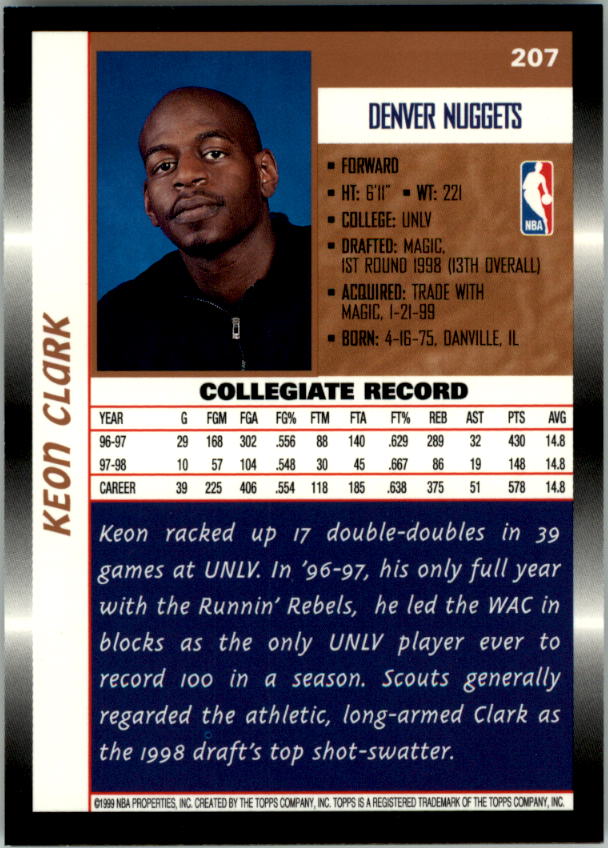 207
DENVER NUGGETS
▪ FORWARD
▪ HT: 6'11" ▪ WT: 221
▪ COLLEGE: UNLV
▪ DRAFTED: MAGIC,
1ST ROUND 1998 (13TH OVERALL)
▪ ACQUIRED: TRADE WITH
MAGIC, 1-21-99
▪ BORN: 4-16-75, DANVILLE, IL
NBA
KEON CLARK
COLLEGIATE RECORD
YEAR G FGM FGA FG% FTM FTA FT% REB AST PTS AVG
96-97 29 168 302 .556 88 140 .629 289 32 430 14.8
97-98 10 57 104 .548 30 45 .667 86 19 148 14.8
CAREER 39 225 406 .554 118 185 .638 375 51 578 14.8
Keon racked up 17 double-doubles in 39
games at UNLV. In '96-97, his only full year
with the Runnin' Rebels, he led the WAC in
blocks as the only UNLV player ever to
record 100 in a season. Scouts generally
regarded the athletic, long-armed Clark as
the 1998 draft's top shot-swatter.
©1999 NBA PROPERTIES, INC. CREATED BY THE TOPPS COMPANY, INC. TOPPS IS A REGISTERED TRADEMARK OF THE TOPPS COMPANY, INC.